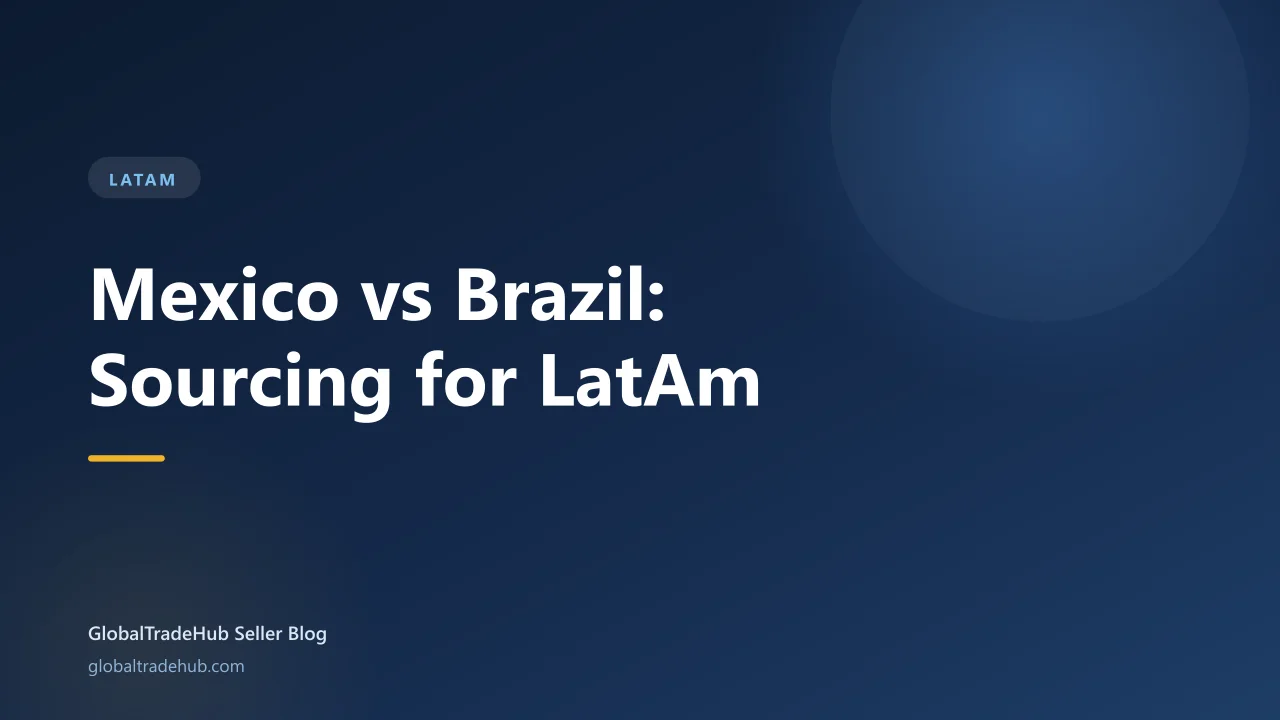 LATAM
Mexico vs Brazil:
Sourcing for LatAm
GlobalTradeHub Seller Blog
globaltradehub.com